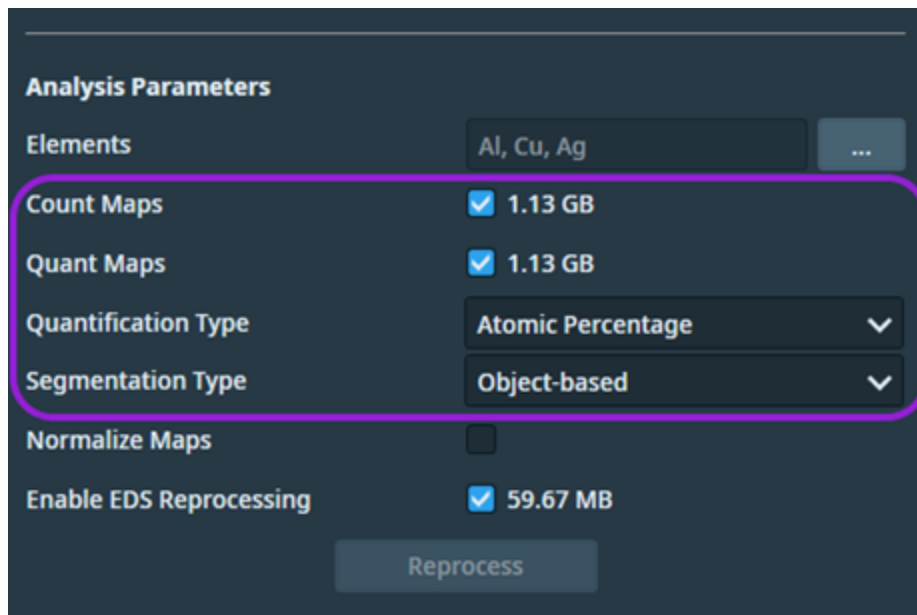 Analysis Parameters
Elements Al, Cu, Ag ...
Count Maps 1.13 GB
Quant Maps 1.13 GB
Quantification Type Atomic Percentage
Segmentation Type Object-based
Normalize Maps
Enable EDS Reprocessing 59.67 MB
Reprocess